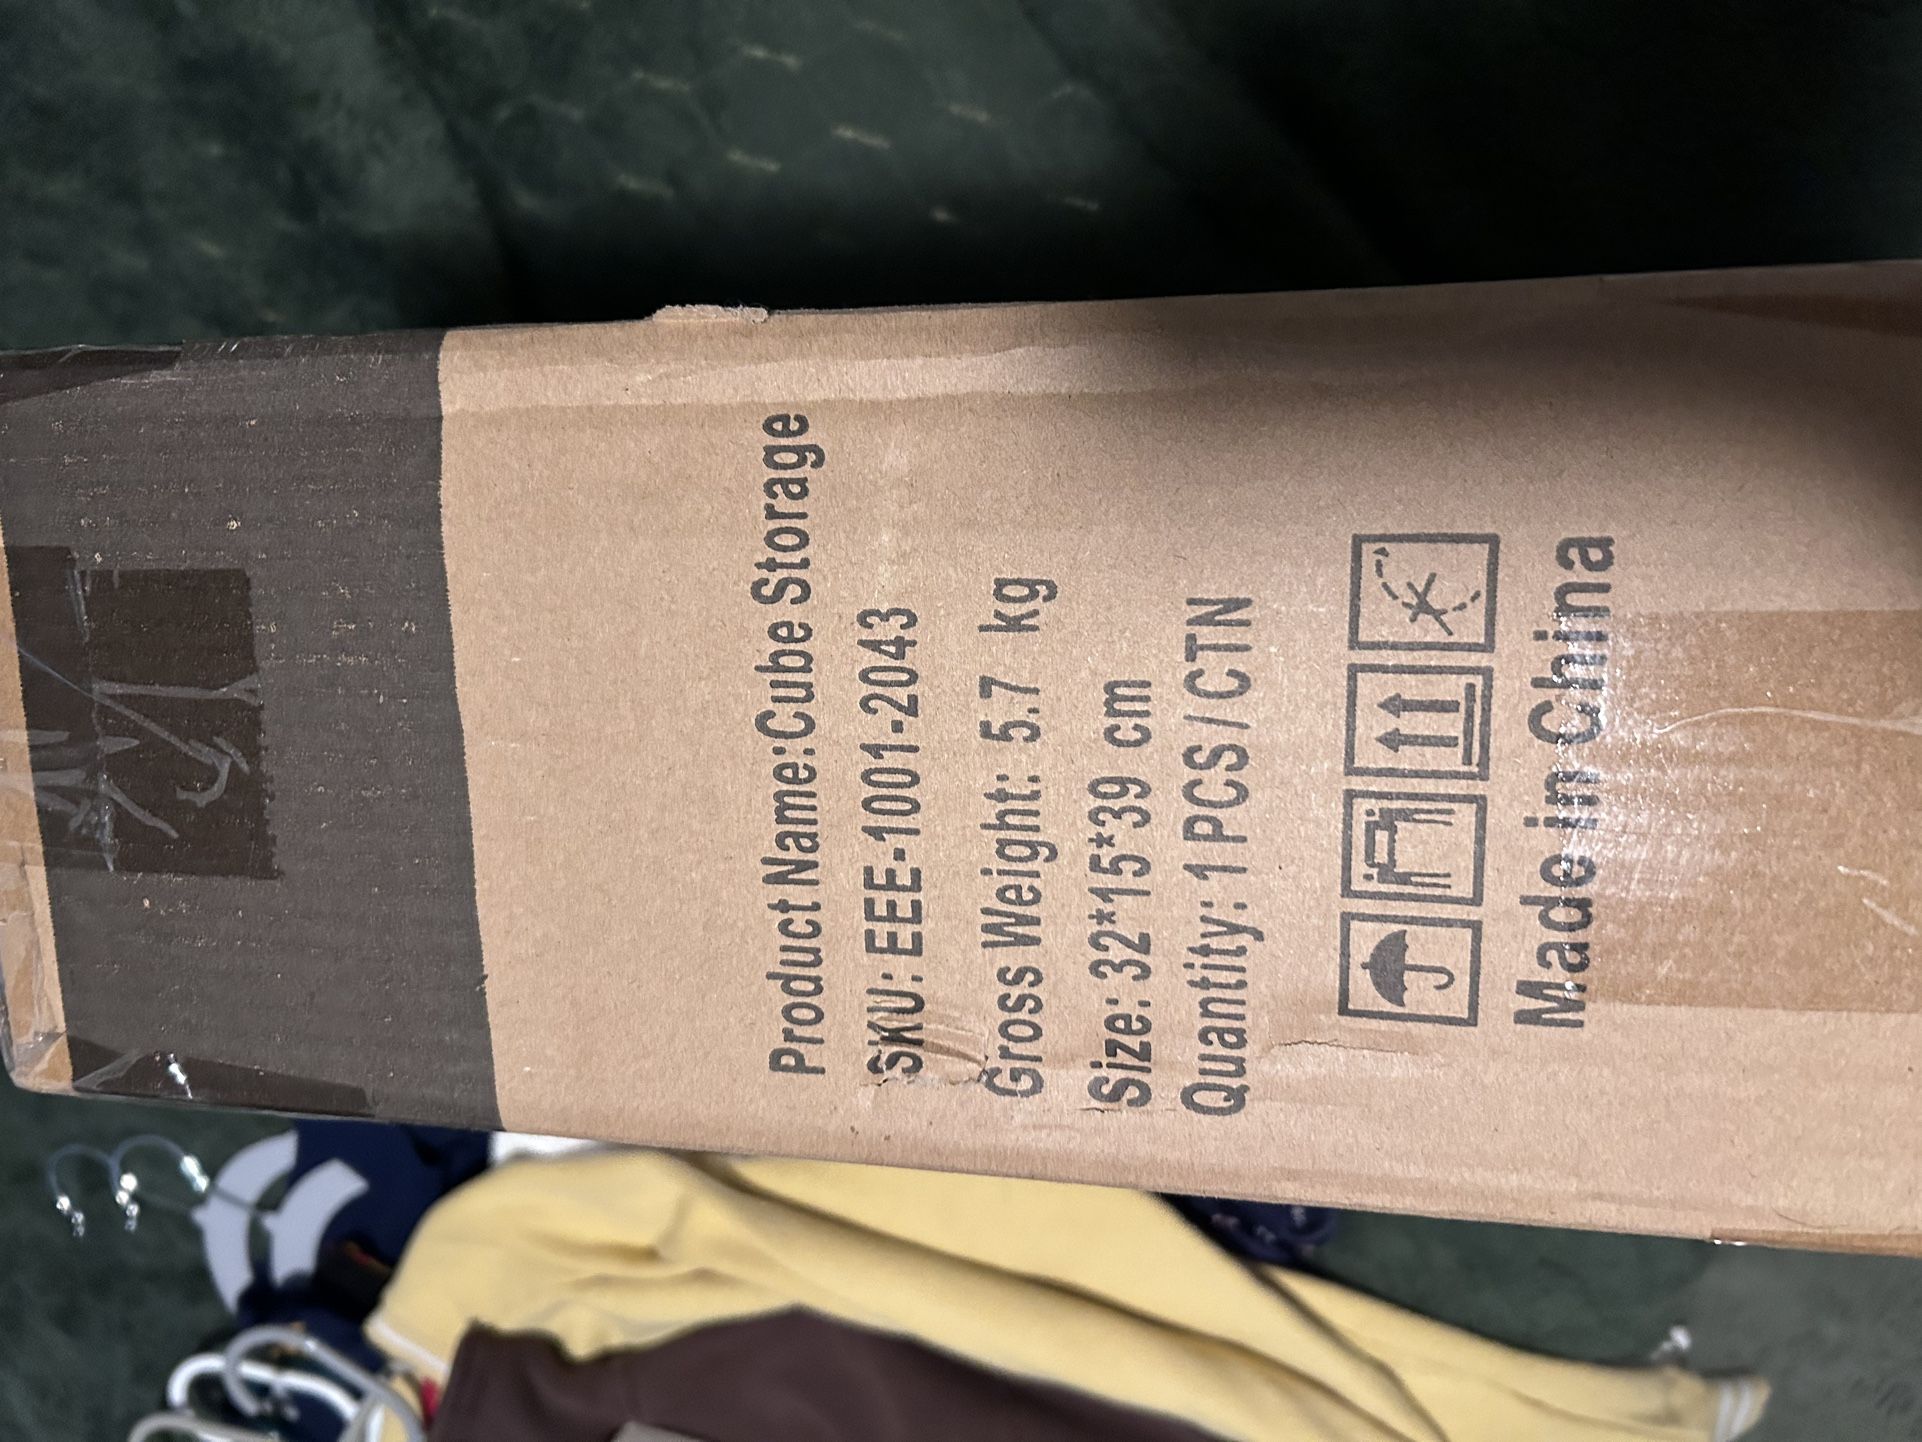 Product Name:Cube Storage
SKU: EEE-1001-2043
Gross Weight: 5.7 kg
Size: 32*15*39 cm
Quantity: 1 PCS / CTN
Made in China